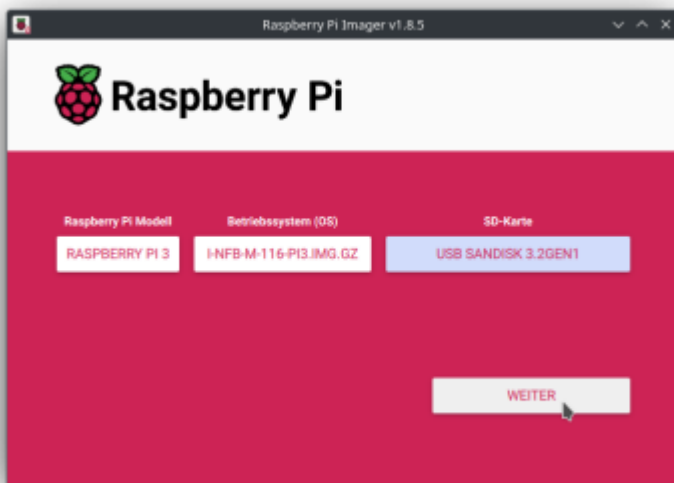 Raspberry Pi Imager v1.8.5
Raspberry Pi
Raspberry Pi Modell Betriebssystem (OS) SD-Karte
RASPBERRY PI 3 I-NFB-M-116-PI3.IMG.GZ USB SANDISK 3.2GEN1
WEITER